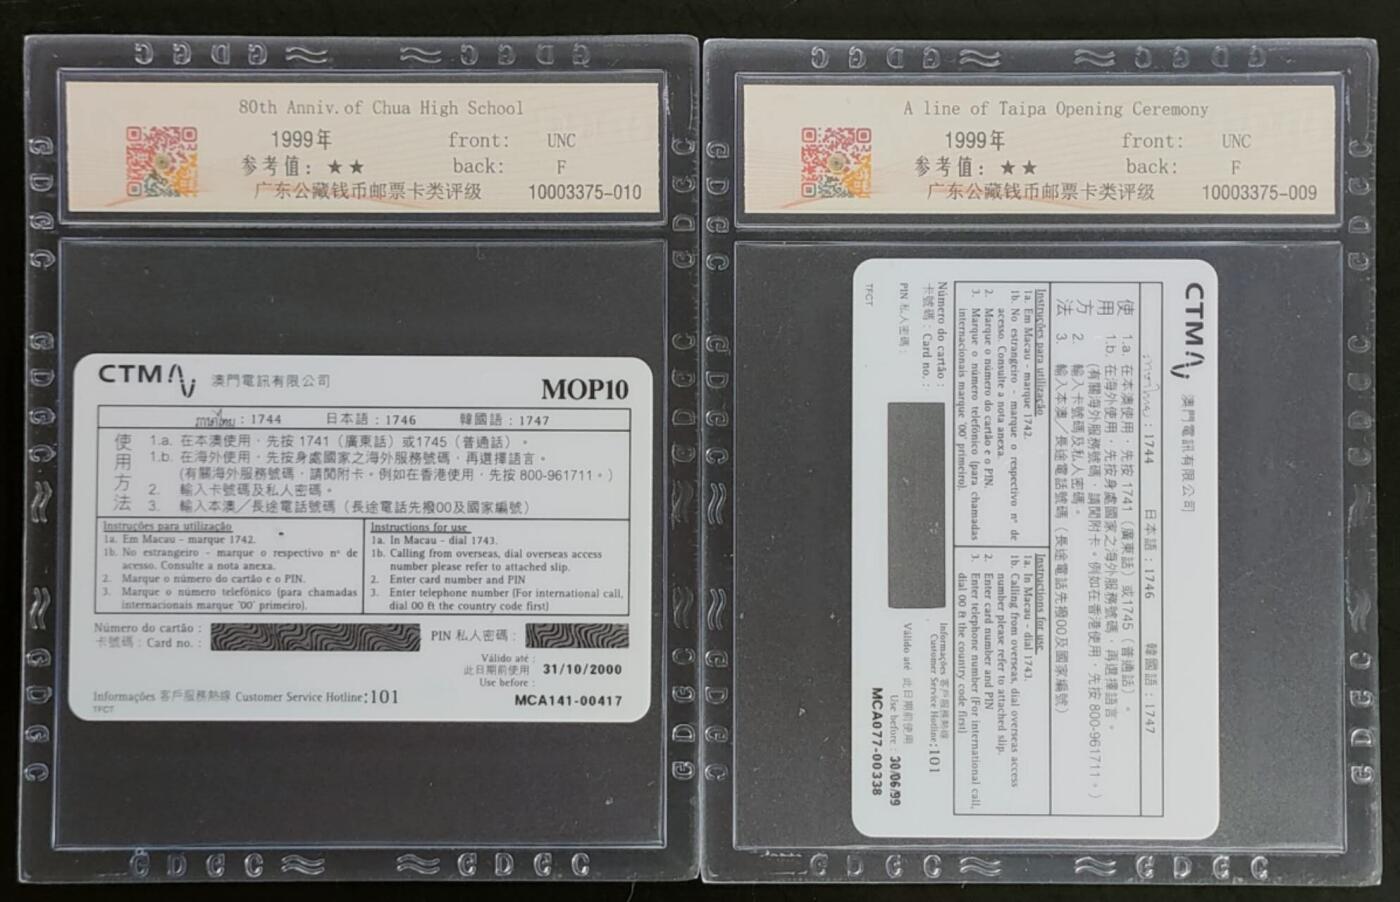 80th Anniv.of Chua High School
1999年 front: UNC
参考值：★★ back: F
广东公藏钱币邮票卡类评级 10003375-010
CTM 澳門電訊有限公司 MOP10
ภาษาไทย : 1744 日本語 : 1746 韓國語 : 1747
使用方法
1.a. 在本澳使用，先按 1741（廣東話）或1745（普通話）。
1.b. 在海外使用，先按身處國家之海外服務號碼，再選擇語言。
(有關海外服務號碼，請閱附卡。例如在香港使用，先按 800-961711。)
2. 輸入卡號碼及私人密碼。
3. 輸入本澳／長途電話號碼（長途電話先撥00及國家編號）
Instruções para utilização
1a. Em Macau - marque 1742.
1b. No estrangeiro - marque o respectivo nº de
acesso. Consulte a nota anexa.
2. Marque o número do cartão e o PIN.
3. Marque o número telefónico (para chamadas
internacionais marque '00' primeiro).
Instructions for use
1a. In Macau - dial 1743.
1b. Calling from overseas, dial overseas access
number please refer to attached slip.
2. Enter card number and PIN
3. Enter telephone number (For international call,
dial 00 & the country code first)
Número do cartão :
卡號碼 : Card no. :
PIN 私人密碼 :
Válido até :
此日期前使用 31/10/2000
Use before :
Informações 客戶服務熱線 Customer Service Hotline:101
MCA141-00417
TFCT
A line of Taipa Opening Ceremony
1999年 front: UNC
参考值：★★ back: F
广东公藏钱币邮票卡类评级 10003375-009
CTM 澳門電訊有限公司
: 1744 日本語 : 1746 韓國語 : 1747
使用方法
1.a. 在本澳使用，先按 1741（廣東話）或1745（普通話）。
1.b. 在海外使用，先按身處國家之海外服務號碼，再選擇語言。
(有關海外服務號碼，請閱附卡。例如在香港使用，先按 800-961711。)
2. 輸入卡號碼及私人密碼。
3. 輸入本澳／長途電話號碼（長途電話先撥00及國家編號）
Instruções para utilização
1a. Em Macau - marque 1742.
1b. No estrangeiro - marque o respectivo nº de
acesso. Consulte a nota anexa.
2. Marque o número do cartão e o PIN.
3. Marque o número telefónico (para chamadas
internacionais marque '00' primeiro).
Instructions for use
1a. In Macau - dial 1743.
1b. Calling from overseas, dial overseas access
number please refer to attached slip.
2. Enter card number and PIN
3. Enter telephone number (For international call,
dial 00 & the country code first)
Número do cartão :
卡號碼 : Card no. :
PIN 私人密碼 :
Informações 客戶服務熱線
Customer Service Hotline:101
Válido até 此日期前使用 Use before : 30/06/99
MCA077-00338
TFCT